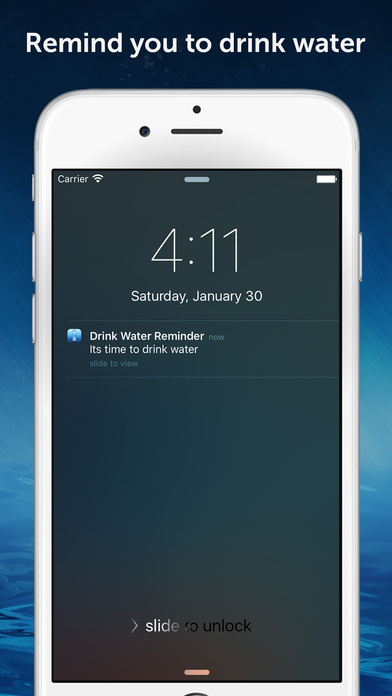 Remind you to drink water
Carrier
4:11
Saturday, January 30
Drink Water Reminder now
Its time to drink water
slide to view
> slide to unlock